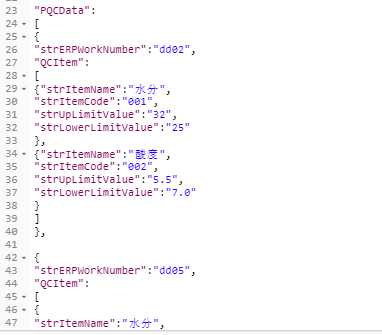 23 "PQCData":
24 [
25 {
26 "strERPWorkNumber":"dd02",
27 "QCItem":
28 [
29 {"strItemName":"水分",
30 "strItemCode":"001",
31 "strUpLimitValue":"32",
32 "strLowerLimitValue":"25"
33 },
34 {"strItemName":"酸度",
35 "strItemCode":"002",
36 "strUpLimitValue":"5.5",
37 "strLowerLimitValue":"7.0"
38 }
39 ]
40 },
41
42 {
43 "strERPWorkNumber":"dd05",
44 "QCItem":
45 [
46 {
47 "strItemName":"水分",